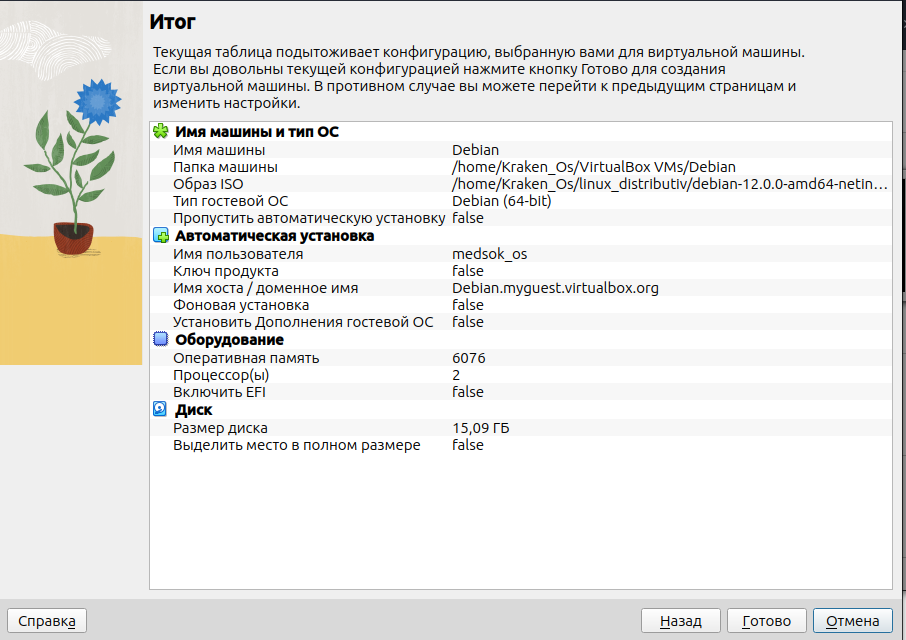 Итог
Текущая таблица подытоживает конфигурацию, выбранную вами для виртуальной машины.
Если вы довольны текущей конфигурацией нажмите кнопку Готово для создания
виртуальной машины. В противном случае вы можете перейти к предыдущим страницам и
изменить настройки.
Имя машины и тип ОС
Имя машины Debian
Папка машины /home/Kraken_Os/VirtualBox VMs/Debian
Образ ISO /home/Kraken_Os/linux_distributiv/debian-12.0.0-amd64-netin...
Тип гостевой ОС Debian (64-bit)
Пропустить автоматическую установку false
Автоматическая установка
Имя пользователя medsok_os
Ключ продукта false
Имя хоста / доменное имя Debian.myguest.virtualbox.org
Фоновая установка false
Установить Дополнения гостевой ОС false
Оборудование
Оперативная память 6076
Процессор(ы) 2
Включить EFI false
Диск
Размер диска 15,09 ГБ
Выделить место в полном размере false
Справка Назад Готово Отмена